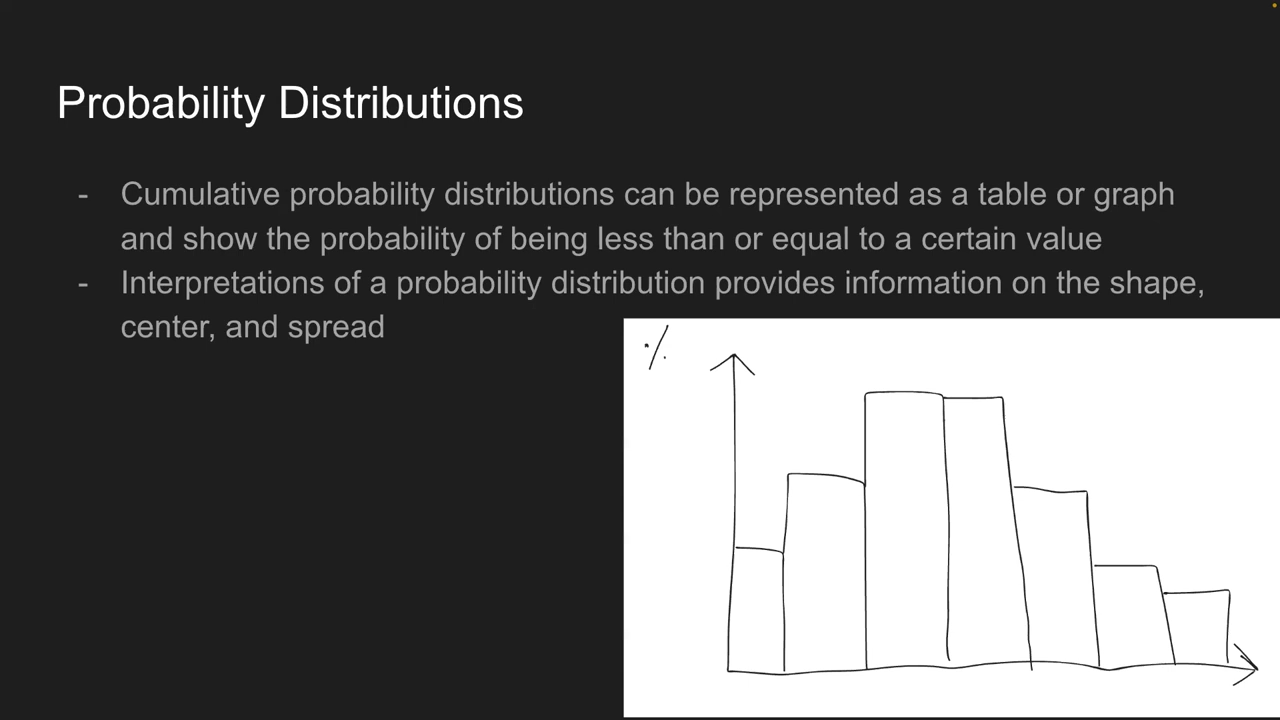 Probability Distributions
- Cumulative probability distributions can be represented as a table or graph
and show the probability of being less than or equal to a certain value
- Interpretations of a probability distribution provides information on the shape,
center, and spread
%